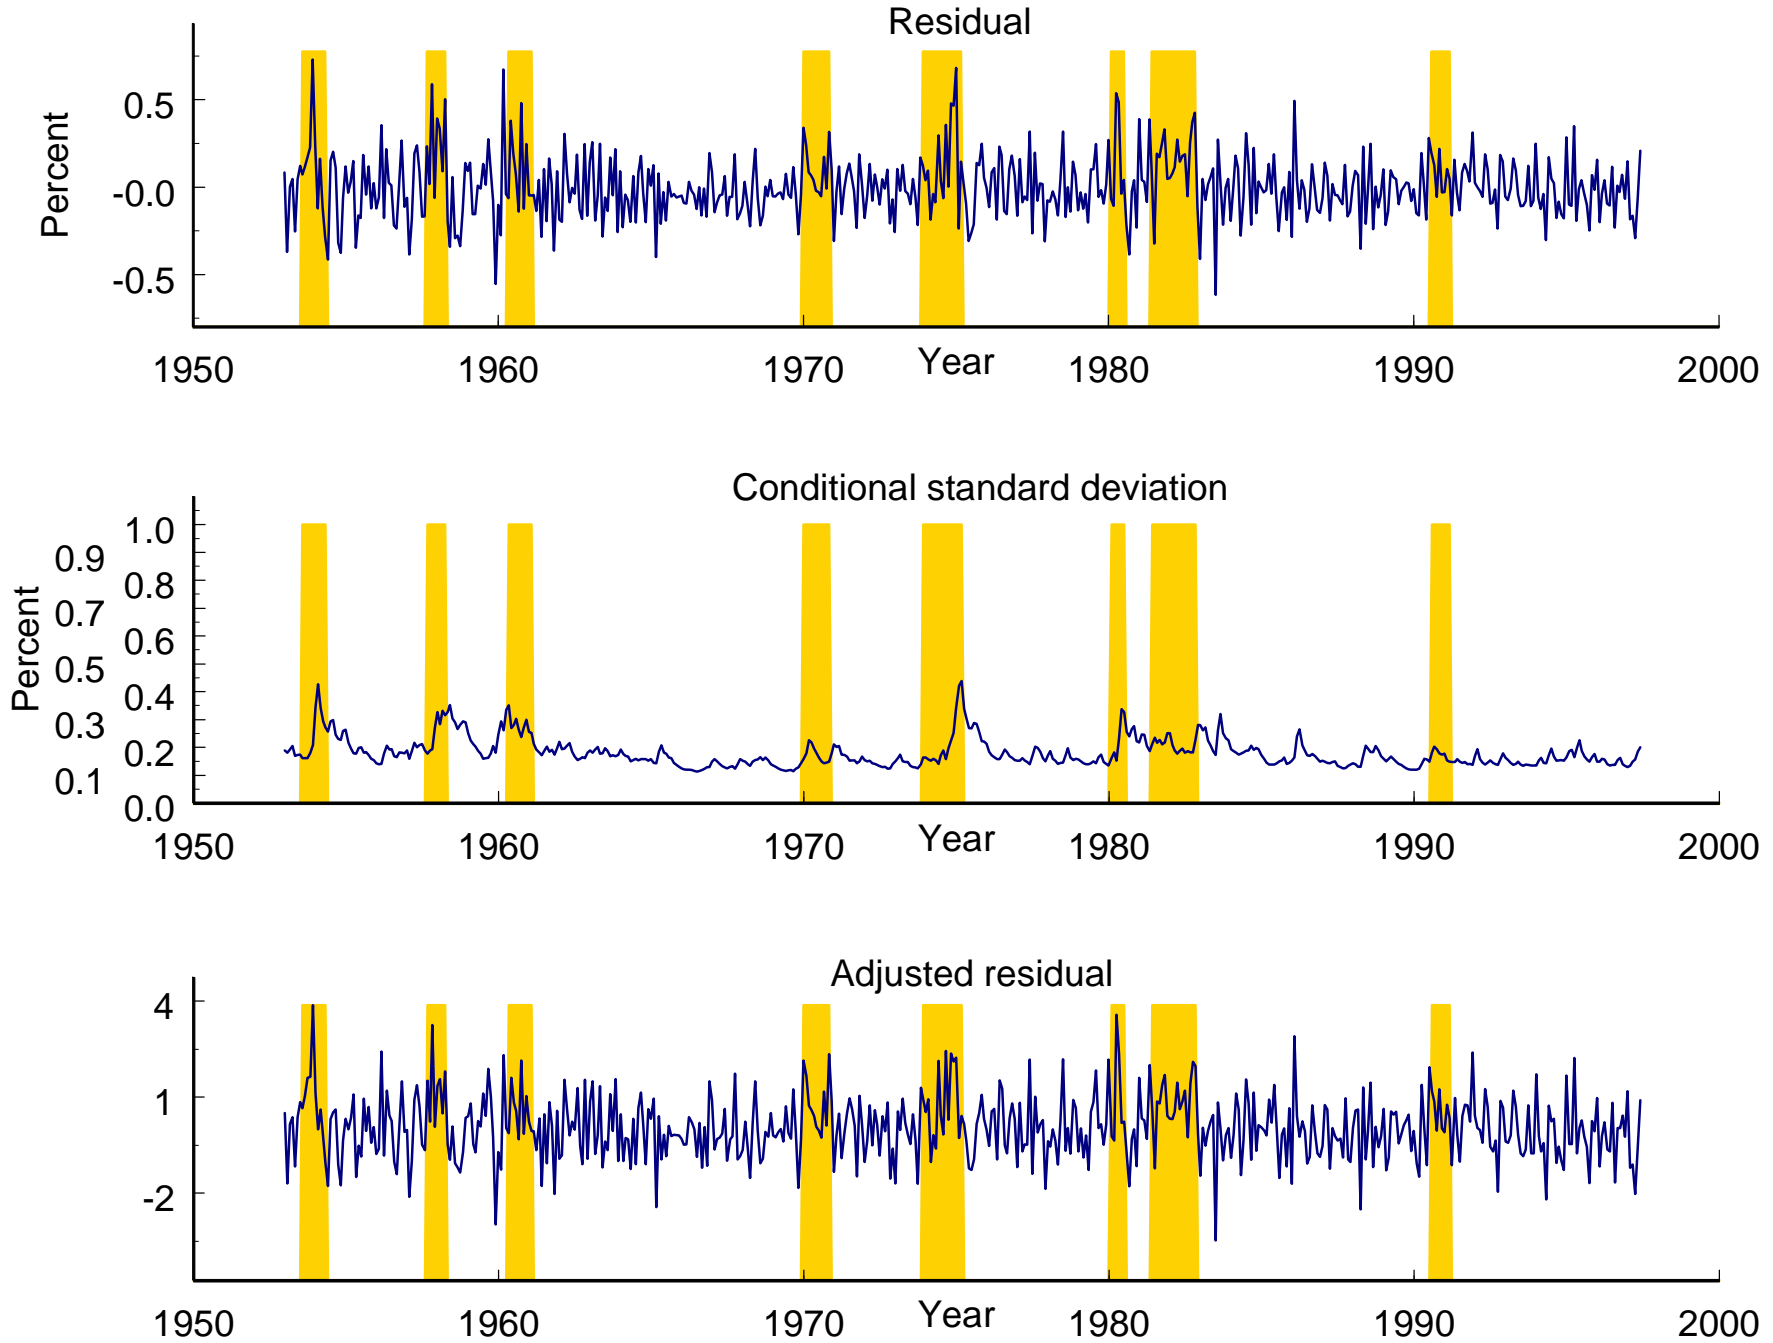 Residual
Percent
0.5
-0.0
-0.5
1950 1960 1970 1980 1990 2000
Year
Conditional standard deviation
Percent
1.0
0.9
0.8
0.7
0.6
0.5
0.4
0.3
0.2
0.1
0.0
1950 1960 1970 1980 1990 2000
Year
Adjusted residual
4
1
-2
1950 1960 1970 1980 1990 2000
Year